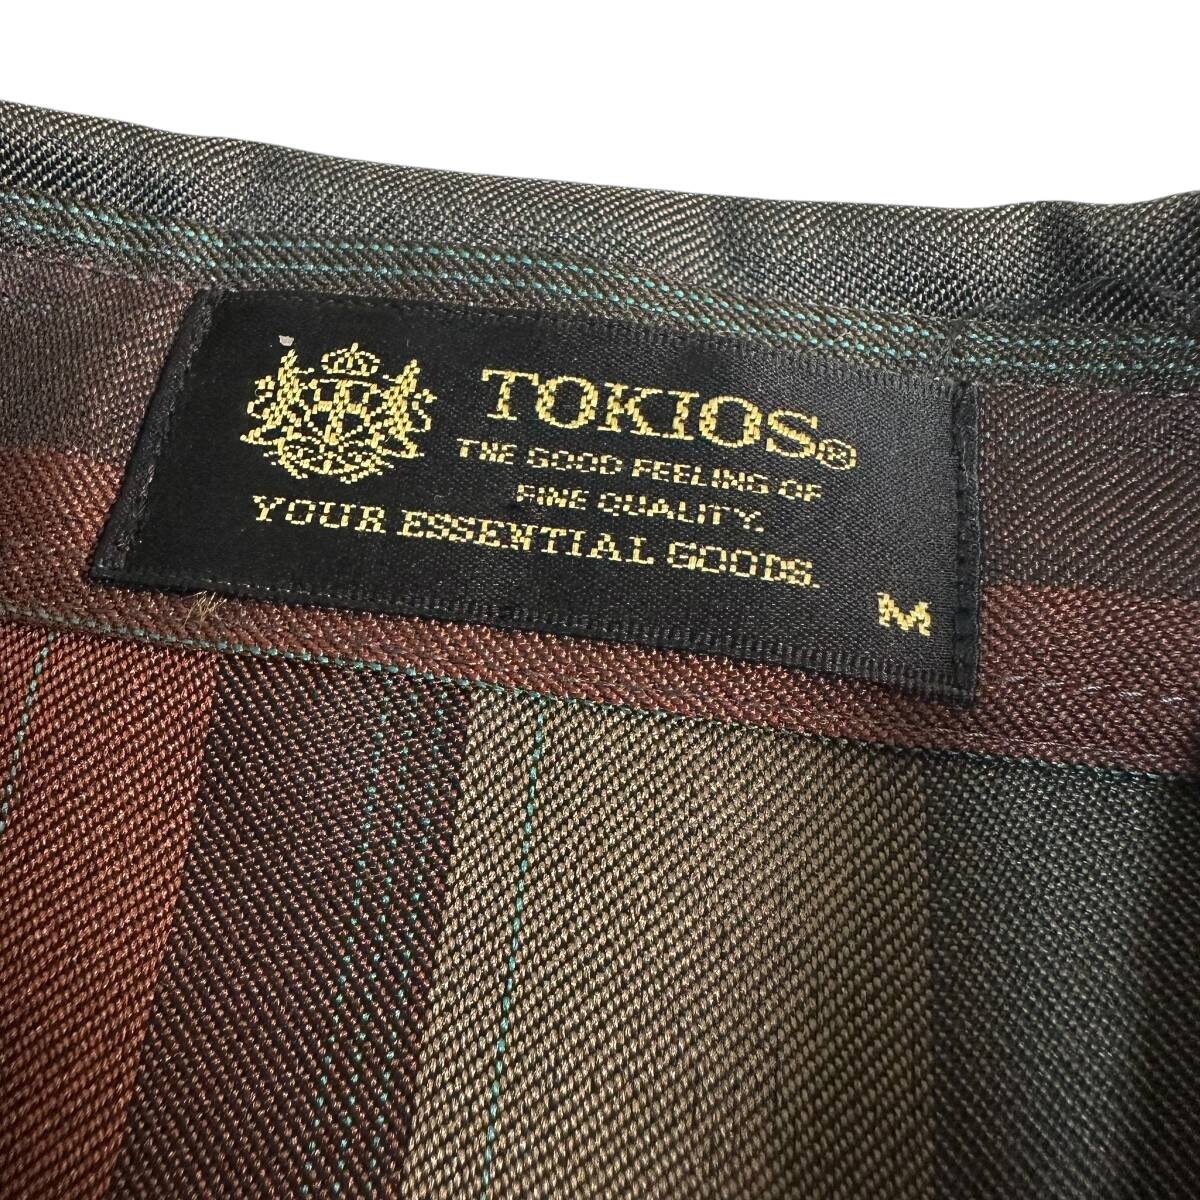 TOKIOS®
THE GOOD FEELING OF
FINE QUALITY.
YOUR ESSENTIAL GOODS.
M